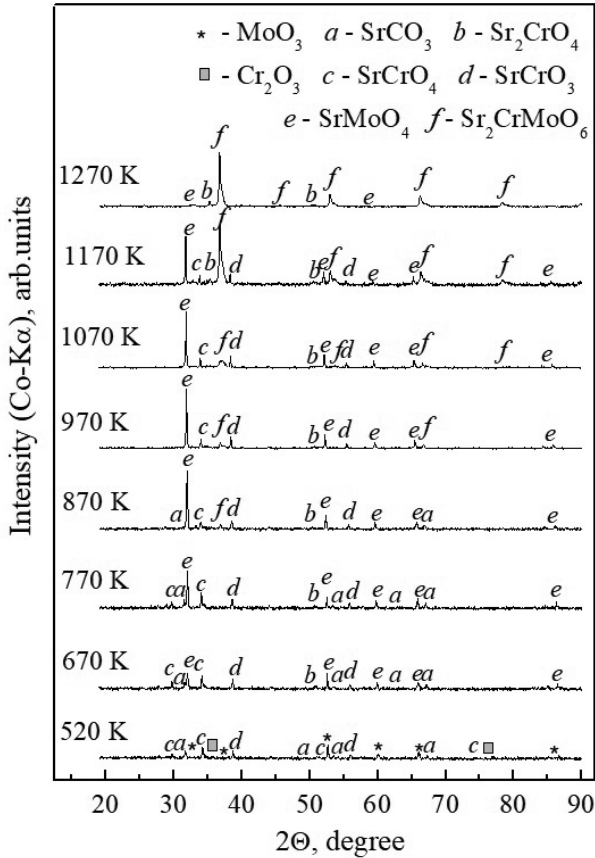 * - MoO₃ a - SrCO₃ b - Sr₂CrO₄
- Cr₂O₃ c - SrCrO₄ d - SrCrO₃
e - SrMoO₄ f - Sr₂CrMoO₆
f
1270 K e b f b f e f f
f
1170 K e c b d b e f d e e f f e
e
1070 K c f d b e f d e e f f e
e
970 K c f d b e d e e f e
e
870 K a c f d b e d e e a e
e
770 K c a c d b e a d e a e a e
670 K c a e c d b e a d e a e a e
520 K c a * c * d a c * a d * * a c *
20 30 40 50 60 70 80 90
2Θ, degree
Intensity (Co-Kα), arb.units